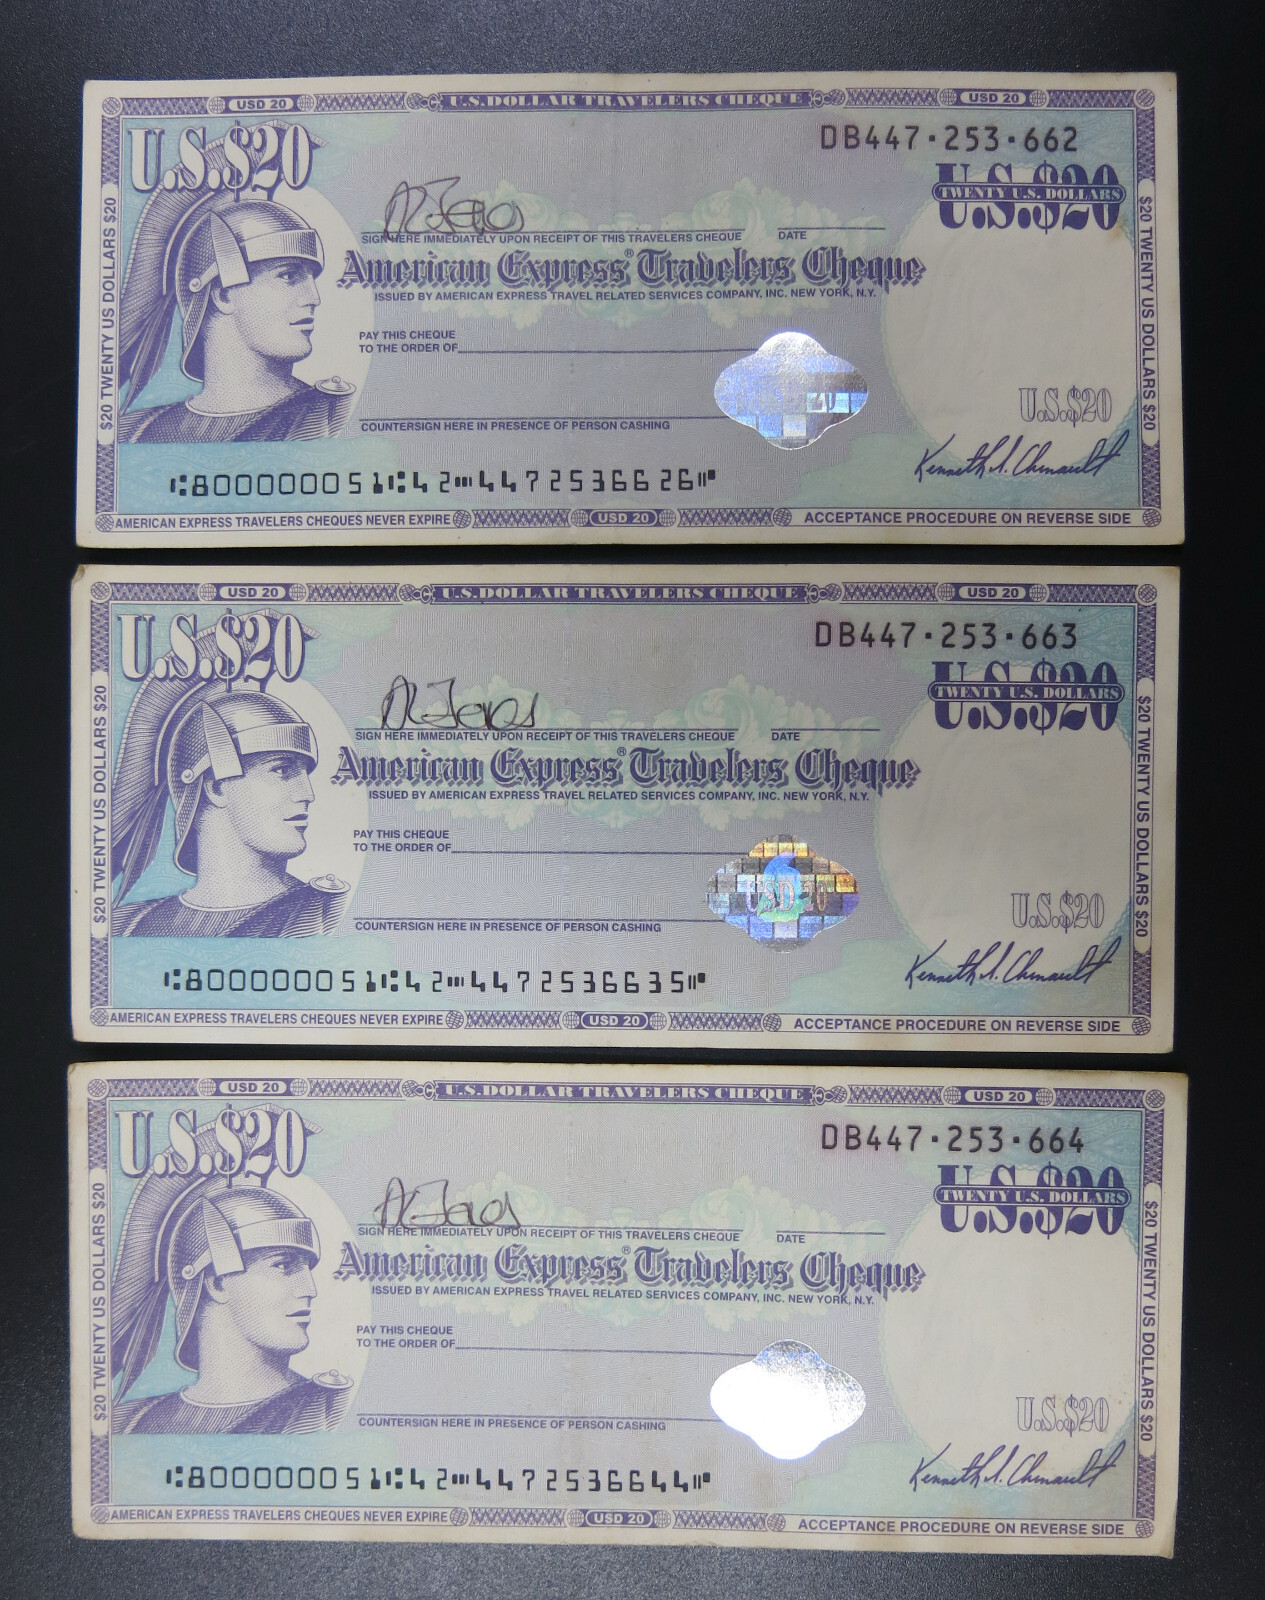 USD 20 U.S. DOLLAR TRAVELERS CHEQUE USD 20
U.S.$20 DB447·253·662
U.S.$20
TWENTY U.S. DOLLARS
$20 TWENTY US DOLLARS $20
$20 TWENTY US DOLLARS $20
SIGN HERE IMMEDIATELY UPON RECEIPT OF THIS TRAVELERS CHEQUE DATE
American Express® Travelers Cheque
ISSUED BY AMERICAN EXPRESS TRAVEL RELATED SERVICES COMPANY, INC. NEW YORK, N.Y.
PAY THIS CHEQUE
TO THE ORDER OF
U.S.$20
COUNTERSIGN HERE IN PRESENCE OF PERSON CASHING
Kenneth I. Chenault
⑆800000051⑆42⑈4472536626⑈
AMERICAN EXPRESS TRAVELERS CHEQUES NEVER EXPIRE USD 20 ACCEPTANCE PROCEDURE ON REVERSE SIDE
USD 20 U.S. DOLLAR TRAVELERS CHEQUE USD 20
U.S.$20 DB447·253·663
U.S.$20
TWENTY U.S. DOLLARS
$20 TWENTY US DOLLARS $20
$20 TWENTY US DOLLARS $20
SIGN HERE IMMEDIATELY UPON RECEIPT OF THIS TRAVELERS CHEQUE DATE
American Express® Travelers Cheque
ISSUED BY AMERICAN EXPRESS TRAVEL RELATED SERVICES COMPANY, INC. NEW YORK, N.Y.
PAY THIS CHEQUE
TO THE ORDER OF
USD 20
U.S.$20
COUNTERSIGN HERE IN PRESENCE OF PERSON CASHING
Kenneth I. Chenault
⑆800000051⑆42⑈4472536635⑈
AMERICAN EXPRESS TRAVELERS CHEQUES NEVER EXPIRE USD 20 ACCEPTANCE PROCEDURE ON REVERSE SIDE
USD 20 U.S. DOLLAR TRAVELERS CHEQUE USD 20
U.S.$20 DB447·253·664
U.S.$20
TWENTY U.S. DOLLARS
$20 TWENTY US DOLLARS $20
$20 TWENTY US DOLLARS $20
SIGN HERE IMMEDIATELY UPON RECEIPT OF THIS TRAVELERS CHEQUE DATE
American Express® Travelers Cheque
ISSUED BY AMERICAN EXPRESS TRAVEL RELATED SERVICES COMPANY, INC. NEW YORK, N.Y.
PAY THIS CHEQUE
TO THE ORDER OF
U.S.$20
COUNTERSIGN HERE IN PRESENCE OF PERSON CASHING
Kenneth I. Chenault
⑆800000051⑆42⑈4472536644⑈
AMERICAN EXPRESS TRAVELERS CHEQUES NEVER EXPIRE USD 20 ACCEPTANCE PROCEDURE ON REVERSE SIDE